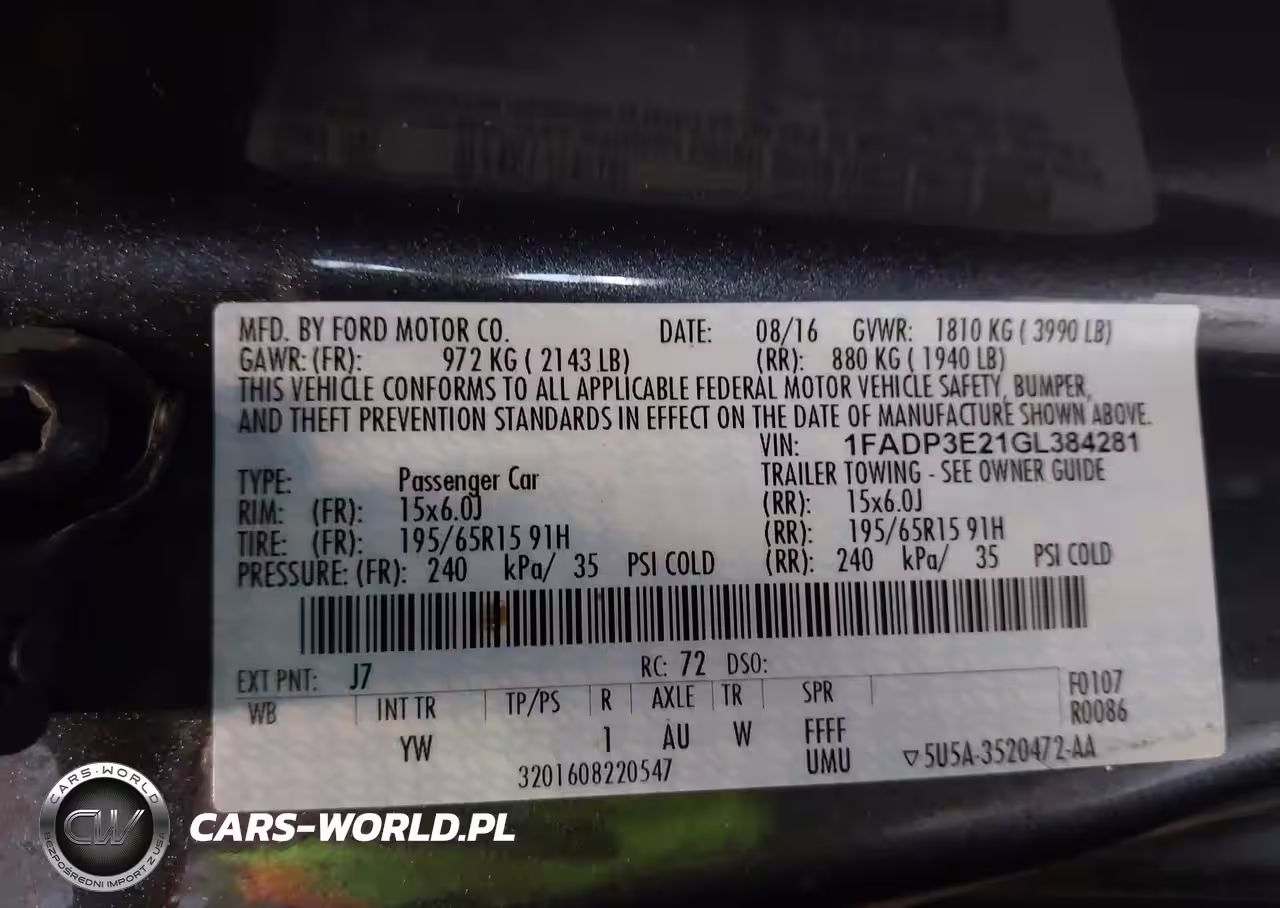 MFD. BY FORD MOTOR CO. DATE: 08/16 GVWR: 1810 KG ( 3990 LB)
GAWR: (FR): 972 KG ( 2143 LB) (RR): 880 KG ( 1940 LB)
THIS VEHICLE CONFORMS TO ALL APPLICABLE FEDERAL MOTOR VEHICLE SAFETY, BUMPER,
AND THEFT PREVENTION STANDARDS IN EFFECT ON THE DATE OF MANUFACTURE SHOWN ABOVE.
VIN: 1FADP3E21GL384281
TYPE: Passenger Car TRAILER TOWING - SEE OWNER GUIDE
RIM: (FR): 15x6.0J (RR): 15x6.0J
TIRE: (FR): 195/65R15 91H (RR): 195/65R15 91H
PRESSURE: (FR): 240 kPa/ 35 PSI COLD (RR): 240 kPa/ 35 PSI COLD
EXT PNT: J7 RC: 72 DSO:
WB INT TR TP/PS R AXLE TR SPR F0107
R0086
YW 1 AU W FFFF
UMU
3201608220547 ▽5U5A-3520472-AA
CARS-WORLD
CW
BEZPOŚREDNI IMPORT Z USA
CARS-WORLD.PL